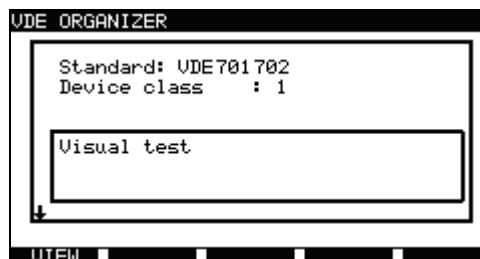 VDE ORGANIZER
Standard: VDE701702
Device class : 1
Visual test
VIEW